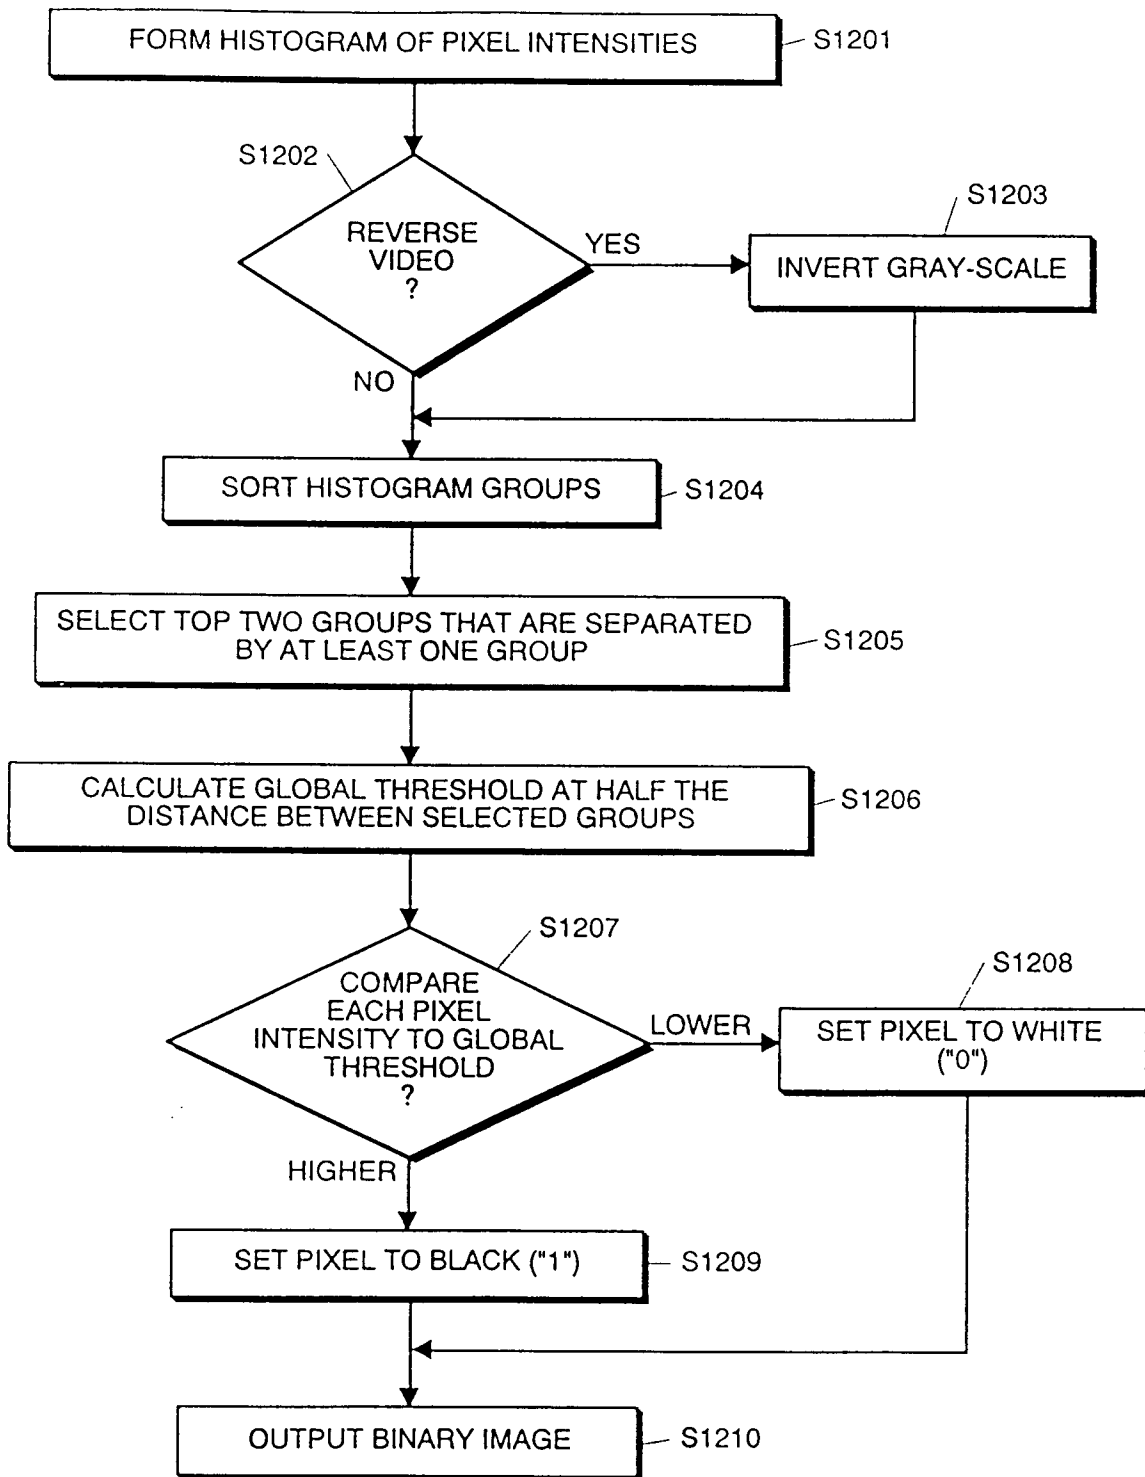 FORM HISTOGRAM OF PIXEL INTENSITIES
S1201
S1202
REVERSE
VIDEO
?
YES
S1203
INVERT GRAY-SCALE
NO
SORT HISTOGRAM GROUPS
S1204
SELECT TOP TWO GROUPS THAT ARE SEPARATED
BY AT LEAST ONE GROUP
S1205
CALCULATE GLOBAL THRESHOLD AT HALF THE
DISTANCE BETWEEN SELECTED GROUPS
S1206
S1207
COMPARE
EACH PIXEL
INTENSITY TO GLOBAL
THRESHOLD
?
LOWER
S1208
SET PIXEL TO WHITE
("0")
HIGHER
SET PIXEL TO BLACK ("1")
S1209
OUTPUT BINARY IMAGE
S1210